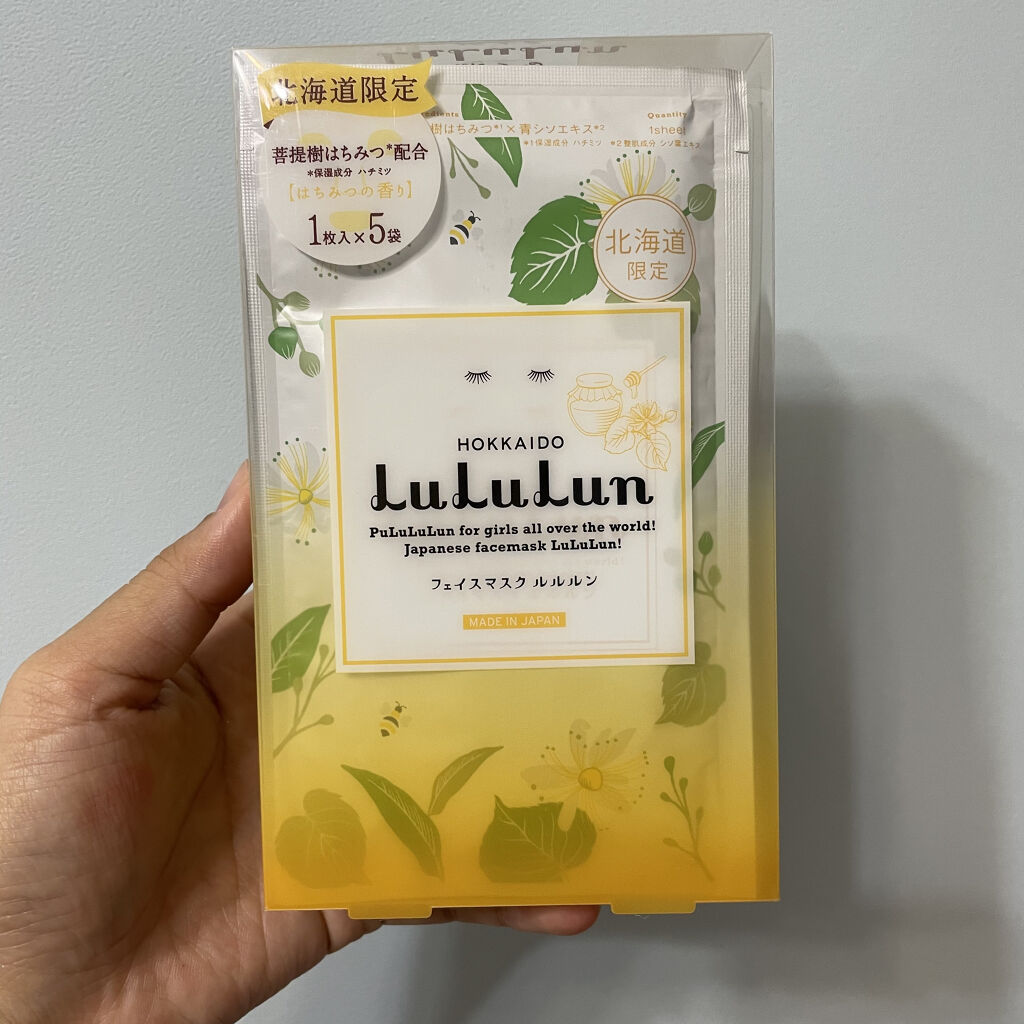 LuLuLun
北海道限定
菩提樹はちみつ*配合
*保湿成分 ハチミツ
[はちみつの香り]
1枚入×5袋
Quantity
樹はちみつ*1×青シソエキス*2
1sheet
*1保湿成分 ハチミツ *2整肌成分 シソ葉エキス
北海道
限定
HOKKAIDO
LuLuLun
PuLuLuLun for girls all over the world!
Japanese facemask LuLuLun!
フェイスマスク ルルルン
MADE IN JAPAN